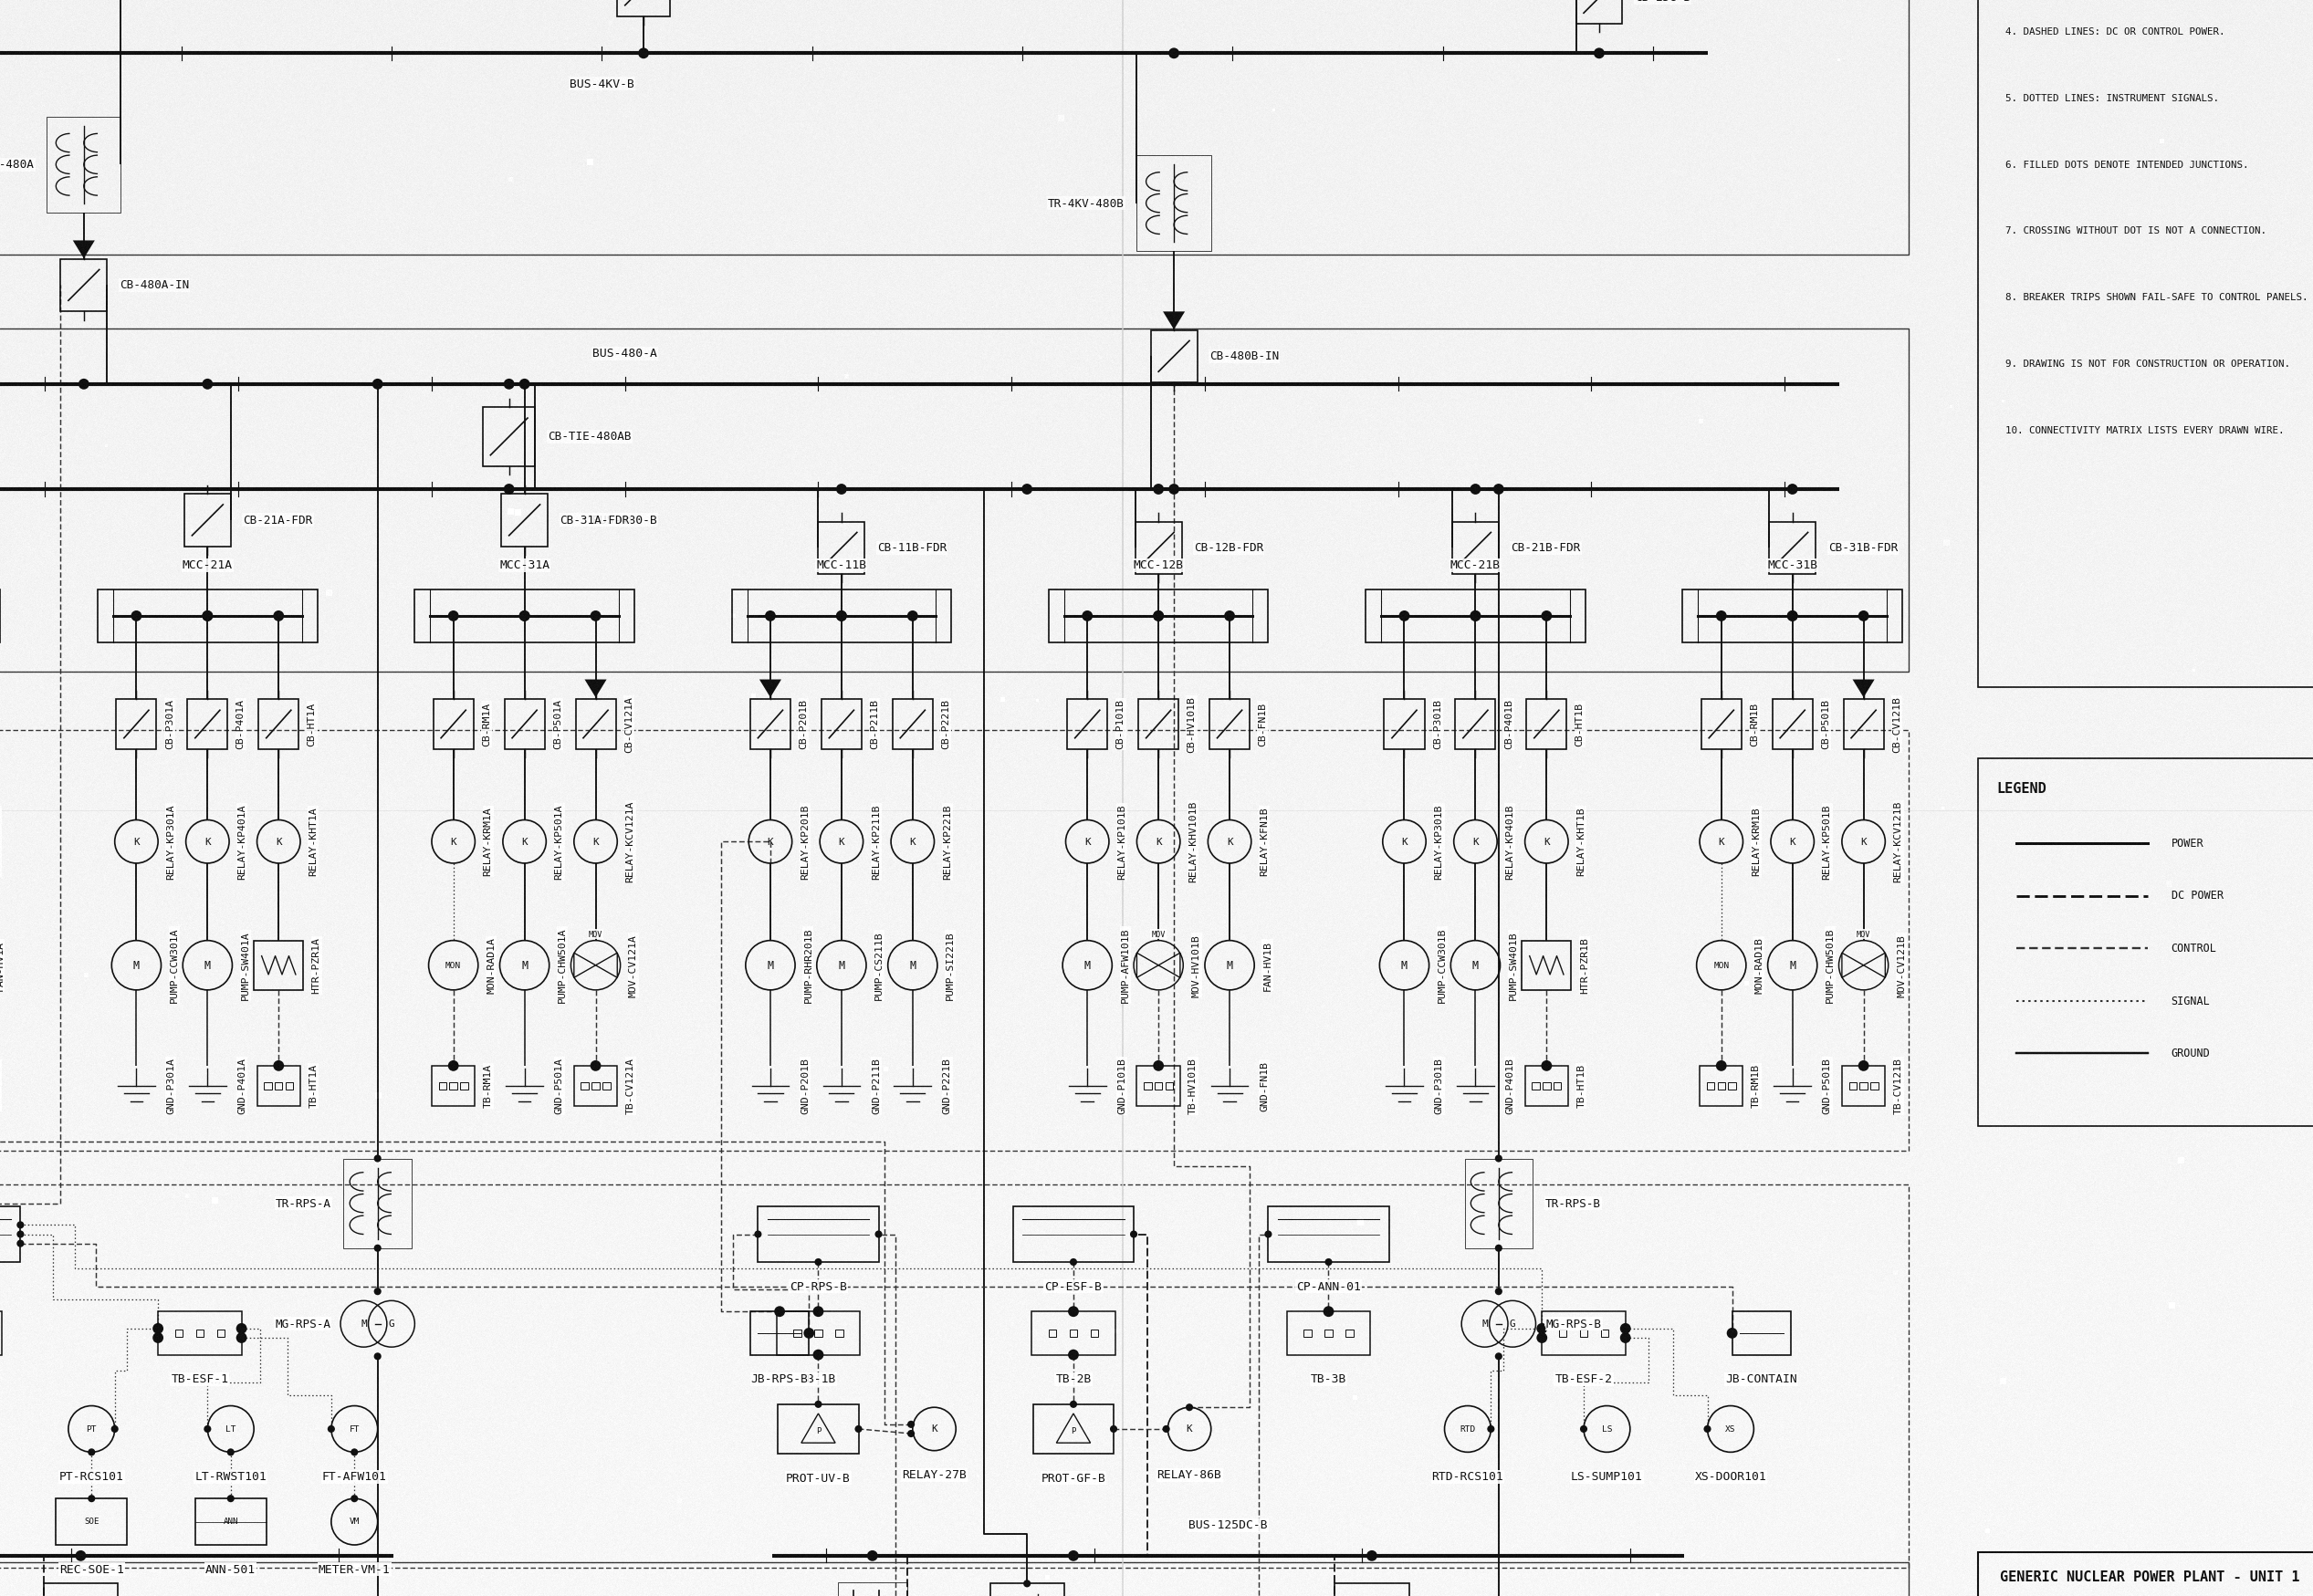 4. DASHED LINES: DC OR CONTROL POWER.
BUS-4KV-B
5. DOTTED LINES: INSTRUMENT SIGNALS.
-480A
6. FILLED DOTS DENOTE INTENDED JUNCTIONS.
TR-4KV-480B
7. CROSSING WITHOUT DOT IS NOT A CONNECTION.
CB-480A-IN
8. BREAKER TRIPS SHOWN FAIL-SAFE TO CONTROL PANELS.
BUS-480-A
CB-480B-IN
9. DRAWING IS NOT FOR CONSTRUCTION OR OPERATION.
CB-TIE-480AB
10. CONNECTIVITY MATRIX LISTS EVERY DRAWN WIRE.
CB-21A-FDR
CB-31A-FDR
CB-11B-FDR
CB-12B-FDR
CB-21B-FDR
CB-31B-FDR
MCC-21A
MCC-31A
MCC-11B
MCC-12B
MCC-21B
MCC-31B
CB-P301A
CB-P401A
CB-HT1A
CB-RM1A
CB-P501A
CB-CV121A
CB-P201B
CB-P211B
CB-P221B
CB-P101B
CB-HV101B
CB-FN1B
CB-P301B
CB-P401B
CB-HT1B
CB-RM1B
CB-P501B
CB-CV121B
LEGEND
POWER
DC POWER
CONTROL
SIGNAL
GROUND
K K K K K K K K K K K K K K K K K K
RELAY-KP301A
RELAY-KP401A
RELAY-KHT1A
RELAY-KRM1A
RELAY-KP501A
RELAY-KCV121A
RELAY-KP201B
RELAY-KP211B
RELAY-KP221B
RELAY-KP101B
RELAY-KHV101B
RELAY-KFN1B
RELAY-KP301B
RELAY-KP401B
RELAY-KHT1B
RELAY-KRM1B
RELAY-KP501B
RELAY-KCV121B
MOV MOV MOV
M M MON M M M M M M M M MON M
PUMP-CCW301A
PUMP-SW401A
HTR-PZR1A
MON-RAD1A
PUMP-CHW501A
MOV-CV121A
PUMP-RHR201B
PUMP-CS211B
PUMP-SI221B
PUMP-AFW101B
MOV-HV101B
FAN-HV1B
PUMP-CCW301B
PUMP-SW401B
HTR-PZR1B
MON-RAD1B
PUMP-CHW501B
MOV-CV121B
GND-P301A
GND-P401A
TB-HT1A
TB-RM1A
GND-P501A
TB-CV121A
GND-P201B
GND-P211B
GND-P221B
GND-P101B
TB-HV101B
GND-FN1B
GND-P301B
GND-P401B
TB-HT1B
TB-RM1B
GND-P501B
TB-CV121B
TR-RPS-A
TR-RPS-B
CP-RPS-B
CP-ESF-B
CP-ANN-01
MG-RPS-A
M G
M G
MG-RPS-B
TB-ESF-1
JB-RPS-B
TB-2B
TB-3B
TB-ESF-2
JB-CONTAIN
PT
LT
FT
P
K
P
K
RTD
LS
XS
PT-RCS101
LT-RWST101
FT-AFW101
PROT-UV-B
RELAY-27B
PROT-GF-B
RELAY-86B
RTD-RCS101
LS-SUMP101
XS-DOOR101
SOE
ANN
VM
BUS-125DC-B
REC-SOE-1
ANN-501
METER-VM-1
GENERIC NUCLEAR POWER PLANT - UNIT 1